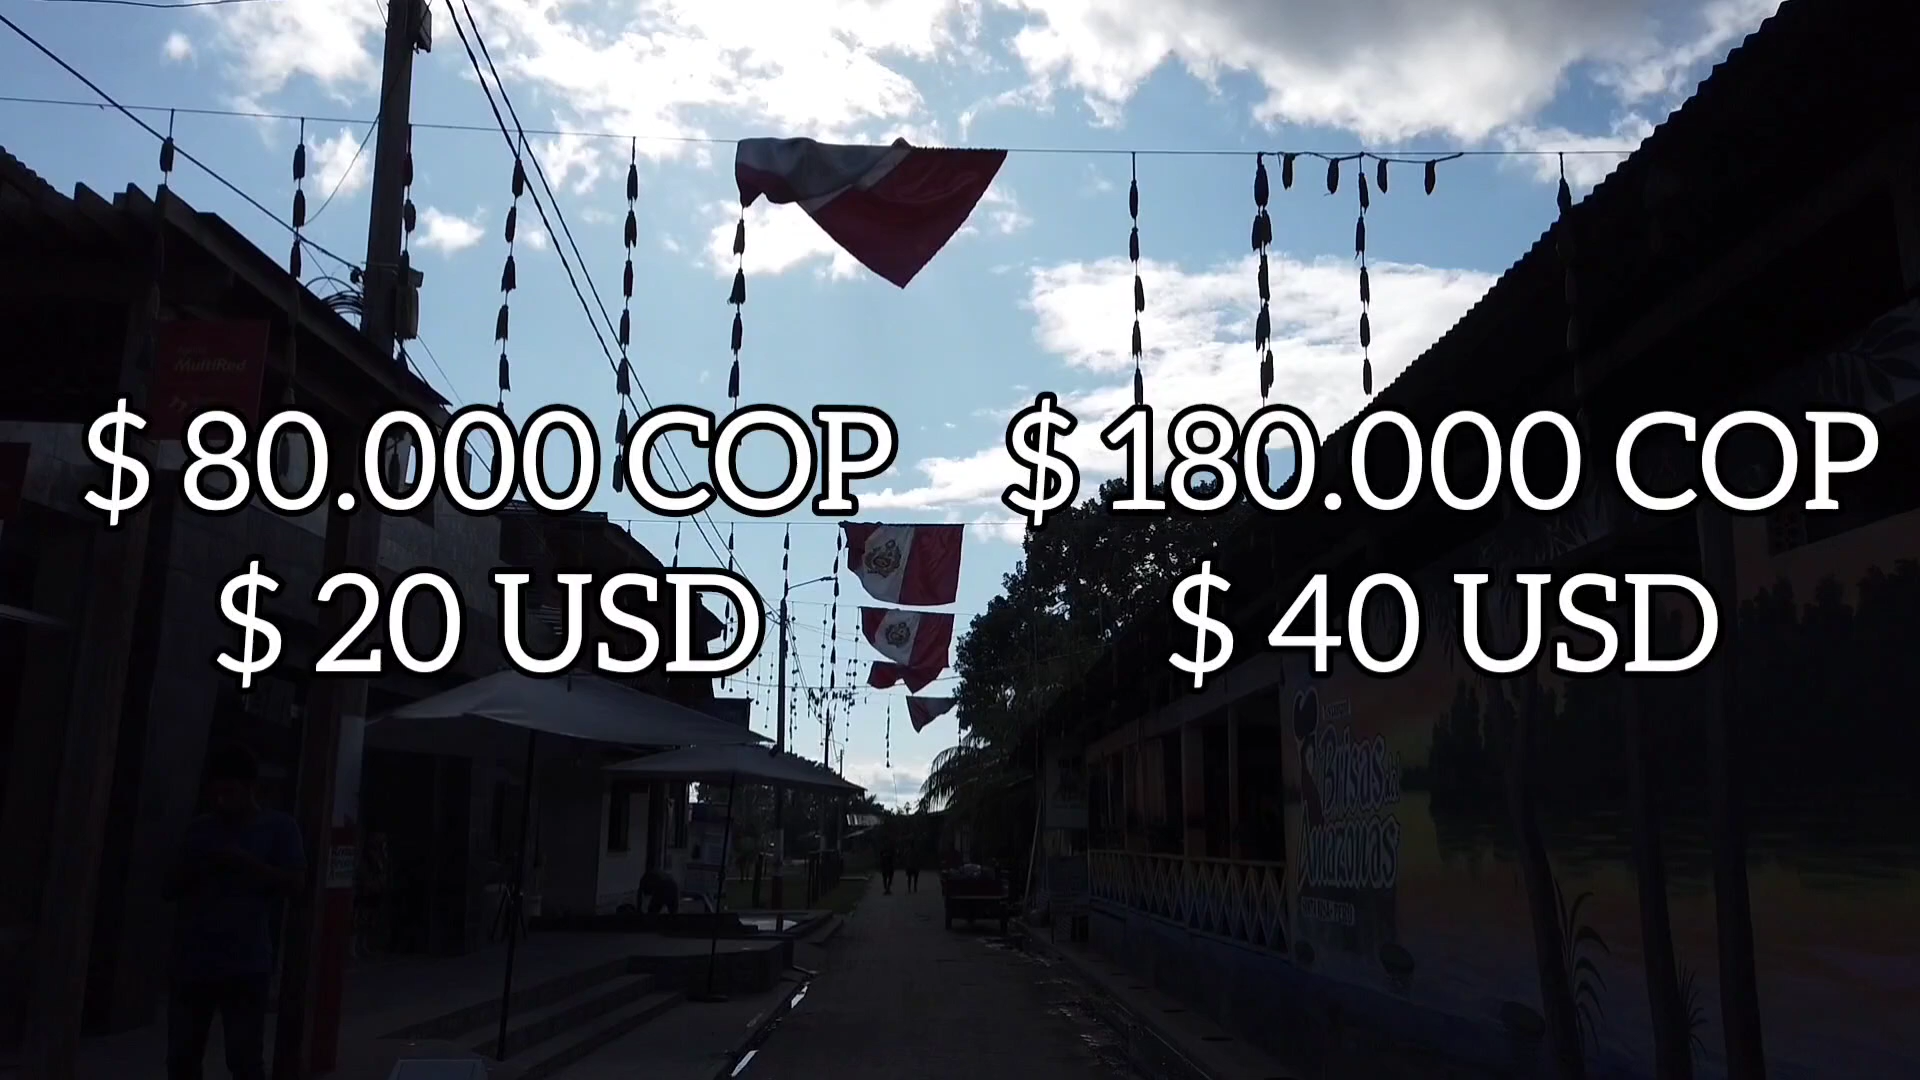 MultiRed
$ 80.000 COP
$ 180.000 COP
$ 20 USD
$ 40 USD
Brisas del
Amazonas